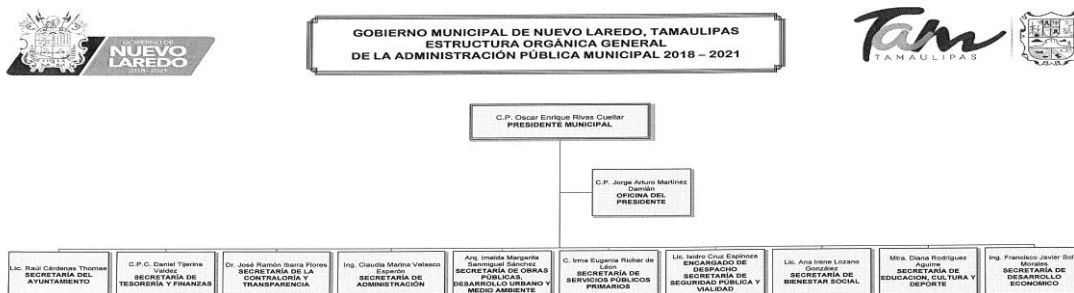 GOBIERNO DE
NUEVO
LAREDO
2018 - 2021
GOBIERNO MUNICIPAL DE NUEVO LAREDO, TAMAULIPAS
ESTRUCTURA ORGÁNICA GENERAL
DE LA ADMINISTRACIÓN PÚBLICA MUNICIPAL 2018 – 2021
Tam
TAMAULIPAS
C.P. Oscar Enrique Rivas Cuellar
PRESIDENTE MUNICIPAL
C.P. Jorge Arturo Martínez
Damián
OFICINA DEL
PRESIDENTE
Lic. Raúl Cárdenas Thomae
SECRETARÍA DEL
AYUNTAMIENTO
C.P.C. Daniel Tijerina
Valdez
SECRETARÍA DE
TESORERÍA Y FINANZAS
Dr. José Ramón Ibarra Flores
SECRETARÍA DE LA
CONTRALORÍA Y
TRANSPARENCIA
Ing. Claudia Marina Velasco
Esperón
SECRETARÍA DE
ADMINISTRACIÓN
Arq. Imelda Margarita
Sanmiguel Sánchez
SECRETARÍA DE OBRAS
PÚBLICAS,
DESARROLLO URBANO Y
MEDIO AMBIENTE
C. Irma Eugenia Richer de
León
SECRETARÍA DE
SERVICIOS PÚBLICOS
PRIMARIOS
Lic. Isidro Cruz Espinoza
ENCARGADO DE
DESPACHO
SECRETARÍA DE
SEGURIDAD PÚBLICA Y
VIALIDAD
Lic. Ana Irene Lozano
González
SECRETARÍA DE
BIENESTAR SOCIAL
Mtra. Diana Rodríguez
Aguirre
SECRETARÍA DE
EDUCACION, CULTURA Y
DEPORTE
Ing. Francisco Javier Solí
Morales
SECRETARÍA DE
DESARROLLO
ECONOMICO